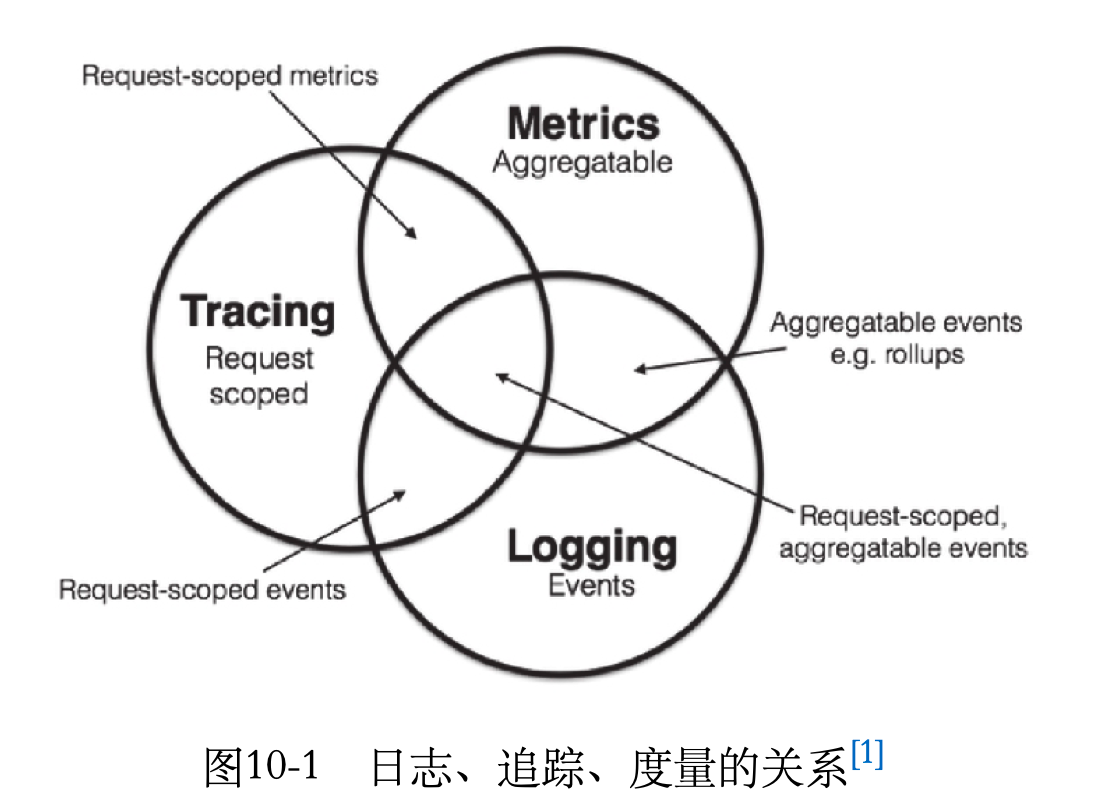 Request-scoped metrics
Metrics
Aggregatable
Tracing
Request
scoped
Aggregatable events
e.g. rollups
Request-scoped,
aggregatable events
Logging
Events
Request-scoped events
图10-1 日志、追踪、度量的关系[1]